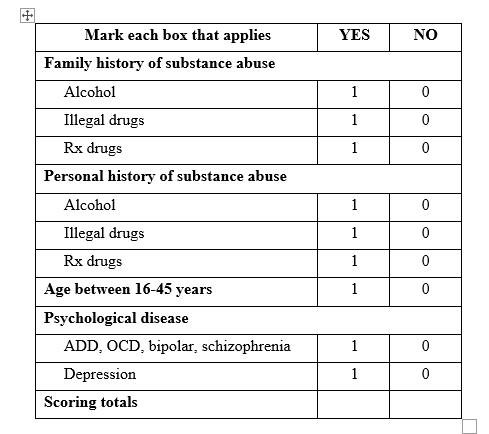 Mark each box that applies YES NO
Family history of substance abuse
Alcohol 1 0
Illegal drugs 1 0
Rx drugs 1 0
Personal history of substance abuse
Alcohol 1 0
Illegal drugs 1 0
Rx drugs 1 0
Age between 16-45 years 1 0
Psychological disease
ADD, OCD, bipolar, schizophrenia 1 0
Depression 1 0
Scoring totals